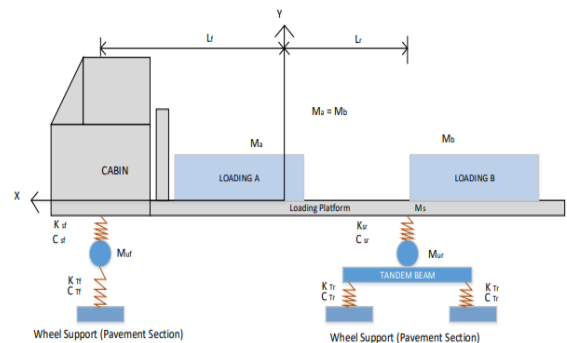 Y
Lf
Lr
Ma = Mb
Ma
Mb
CABIN
LOADING A
LOADING B
X
Loading Platform
Ms
K sf
C sf
Ksr
C sr
Muf
Mur
TANDEM BEAM
K Tf
C Tf
K Tr
C Tr
K Tr
C Tr
Wheel Support (Pavement Section)
Wheel Support (Pavement Section)